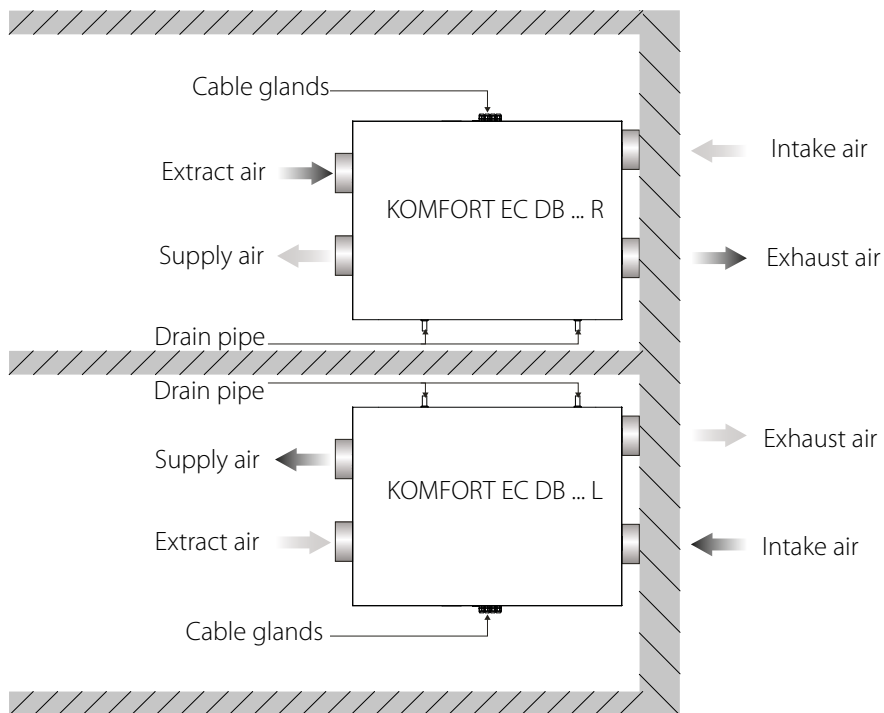 Cable glands
Extract air
KOMFORT EC DB ... R
Intake air
Supply air
Exhaust air
Drain pipe
Drain pipe
Exhaust air
Supply air
KOMFORT EC DB ... L
Extract air
Intake air
Cable glands